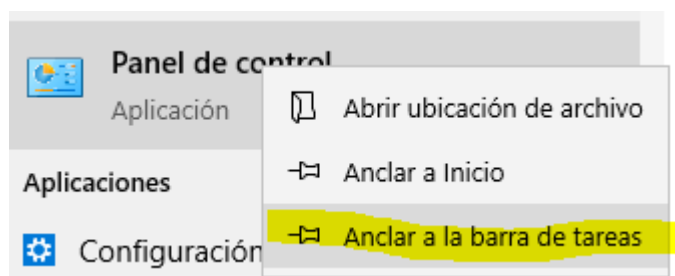 Panel de control
Aplicación
Abrir ubicación de archivo
Anclar a Inicio
Aplicaciones
Anclar a la barra de tareas
Configuración